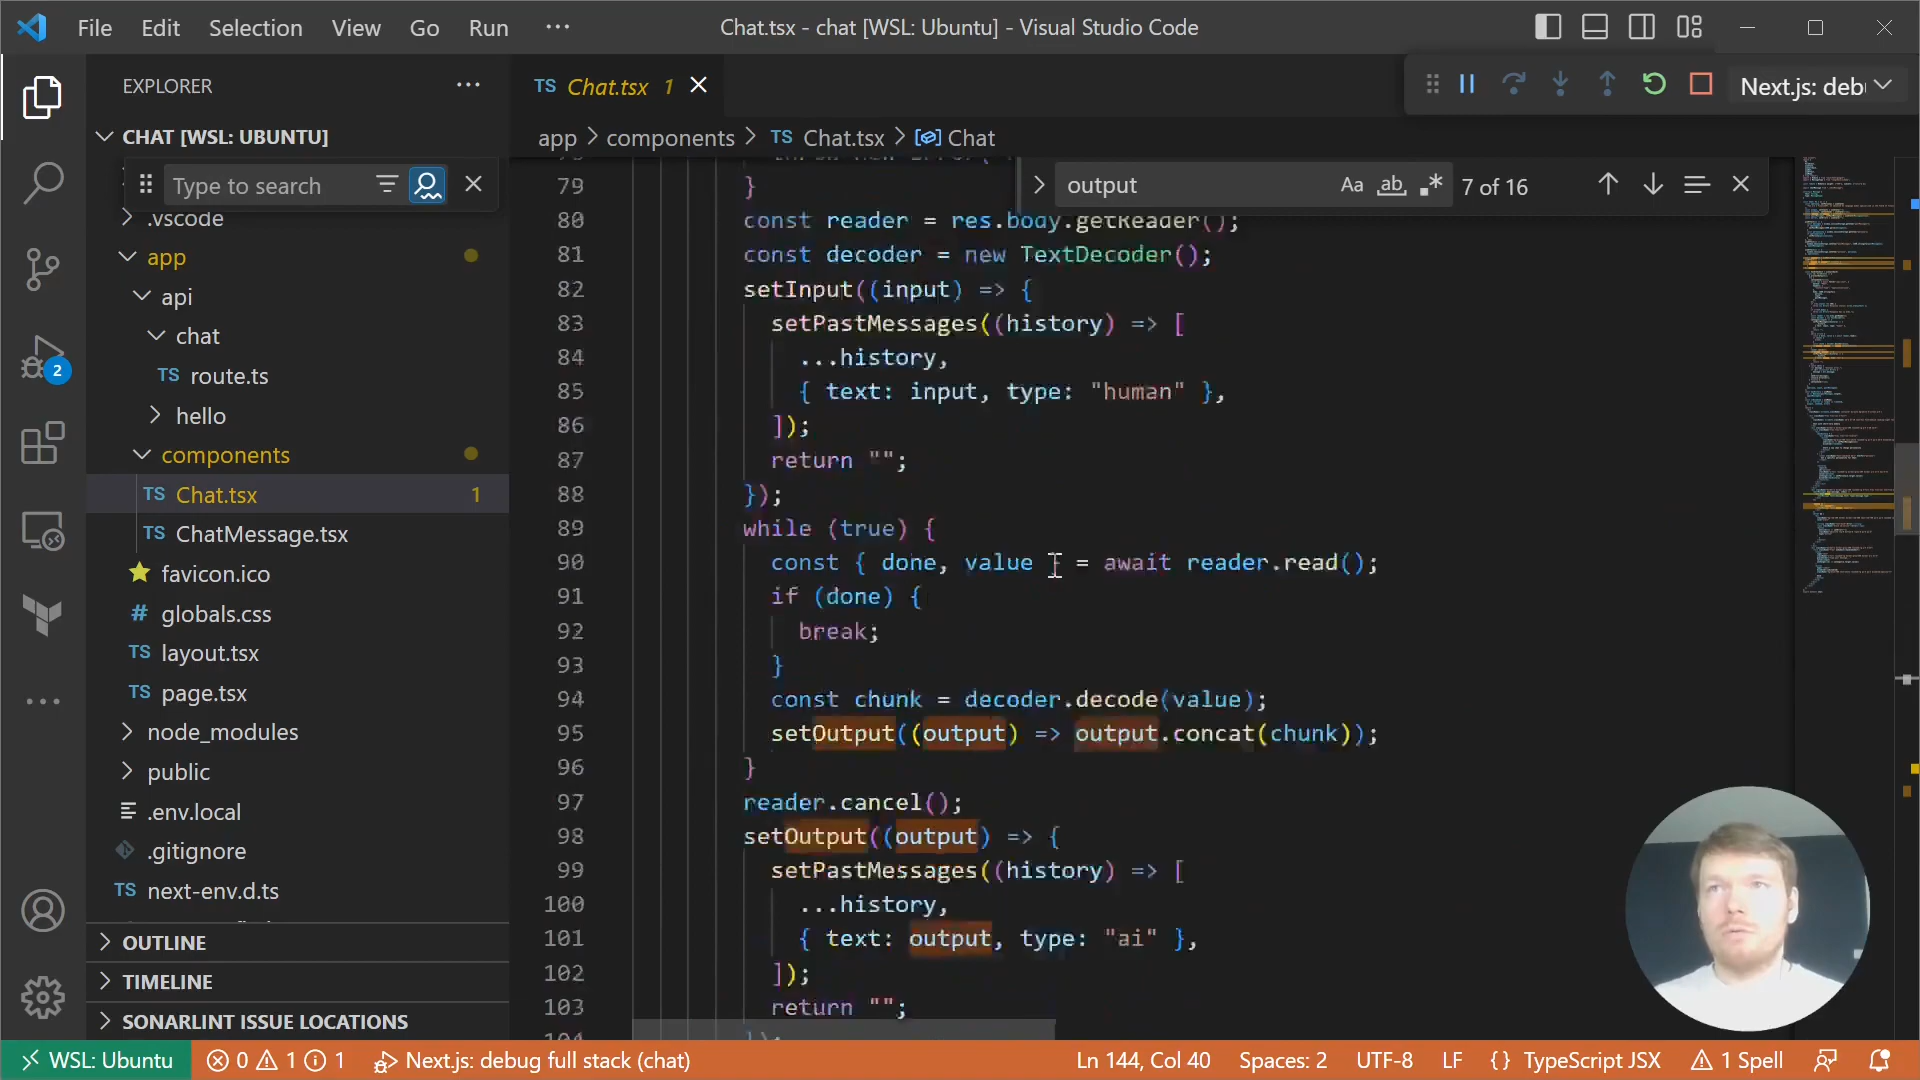 File Edit Selection View Go Run ···
Chat.tsx - chat [WSL: Ubuntu] - Visual Studio Code
EXPLORER
TS Chat.tsx 1
Next.js: deb
CHAT [WSL: UBUNTU]
app > components > TS Chat.tsx > Chat
Type to search
output
Aa ab .*
7 of 16
.vscode
app
api
chat
TS route.ts
hello
components
TS Chat.tsx 1
TS ChatMessage.tsx
favicon.ico
# globals.css
TS layout.tsx
TS page.tsx
node_modules
public
.env.local
.gitignore
TS next-env.d.ts
OUTLINE
TIMELINE
SONARLINT ISSUE LOCATIONS
2
79 }
80 const reader = res.body.getReader();
81 const decoder = new TextDecoder();
82 setInput((input) => {
83 setPastMessages((history) => [
84 ...history,
85 { text: input, type: "human" },
86 ]);
87 return "";
88 });
89 while (true) {
90 const { done, value } = await reader.read();
91 if (done) {
92 break;
93 }
94 const chunk = decoder.decode(value);
95 setOutput((output) => output.concat(chunk));
96 }
97 reader.cancel();
98 setOutput((output) => {
99 setPastMessages((history) => [
100 ...history,
101 { text: output, type: "ai" },
102 ]);
103 return "";
WSL: Ubuntu 0 1 1 Next.js: debug full stack (chat) Ln 144, Col 40 Spaces: 2 UTF-8 LF {} TypeScript JSX 1 Spell